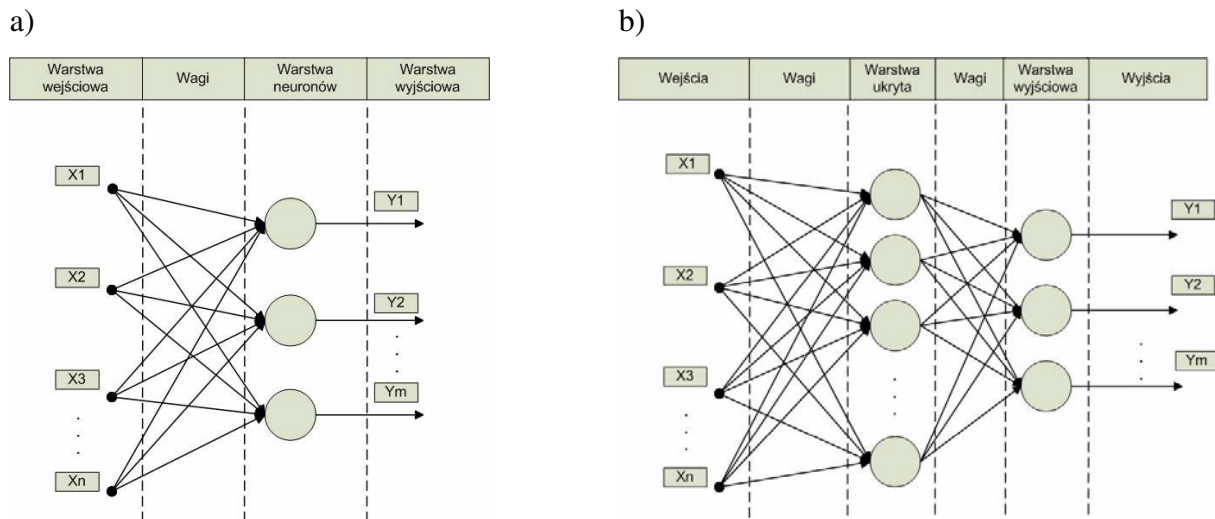 a)
Warstwa wejściowa
Wagi
Warstwa neuronów
Warstwa wyjściowa
X1
X2
X3
Xn
Y1
Y2
Ym
b)
Wejścia
Wagi
Warstwa ukryta
Wagi
Warstwa wyjściowa
Wyjścia
X1
X2
X3
Xn
Y1
Y2
Ym